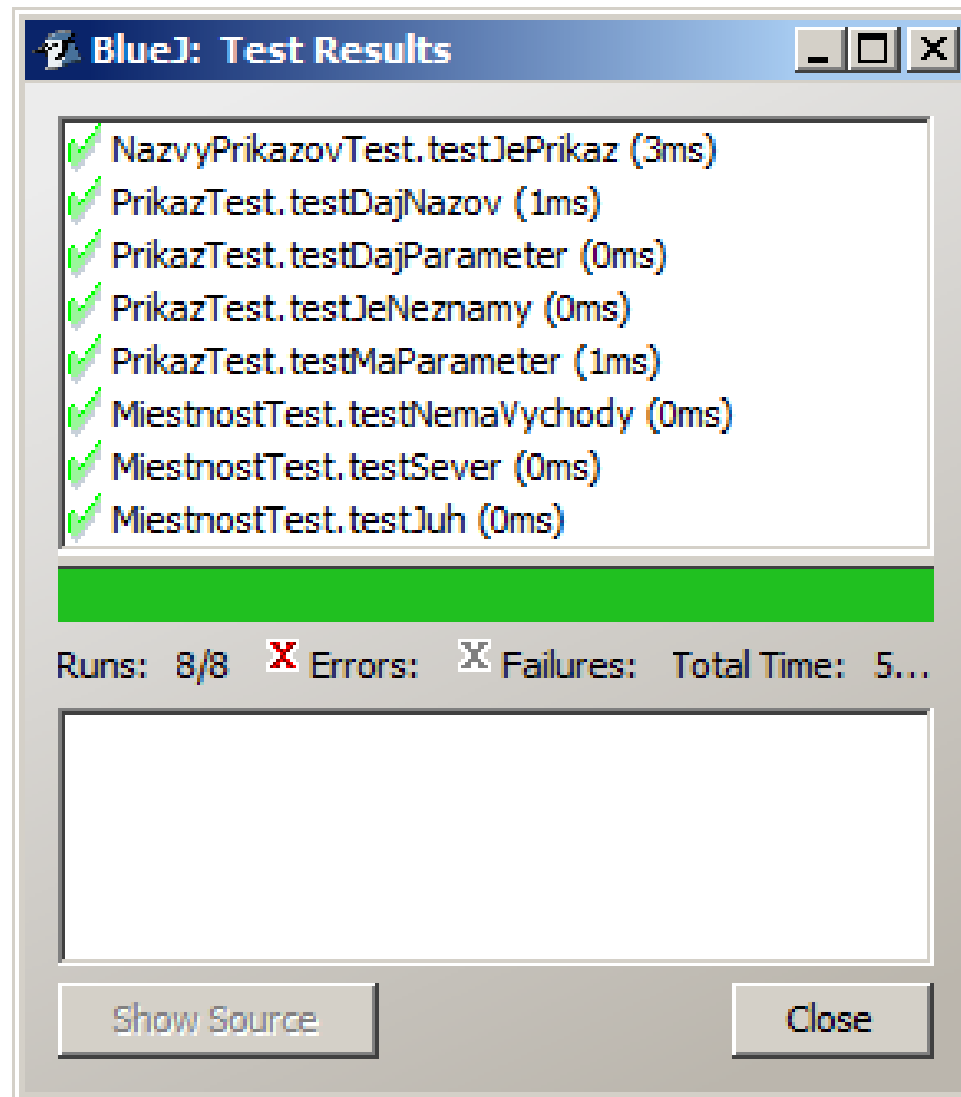 BlueJ: Test Results
NazvyPrikazovTest.testJePrikaz (3ms)
PrikazTest.testDajNazov (1ms)
PrikazTest.testDajParameter (0ms)
PrikazTest.testJeNeznamy (0ms)
PrikazTest.testMaParameter (1ms)
MiestnostTest.testNemaVychody (0ms)
MiestnostTest.testSever (0ms)
MiestnostTest.testJuh (0ms)
Runs: 8/8 X Errors: X Failures: Total Time: 5...
Show Source Close